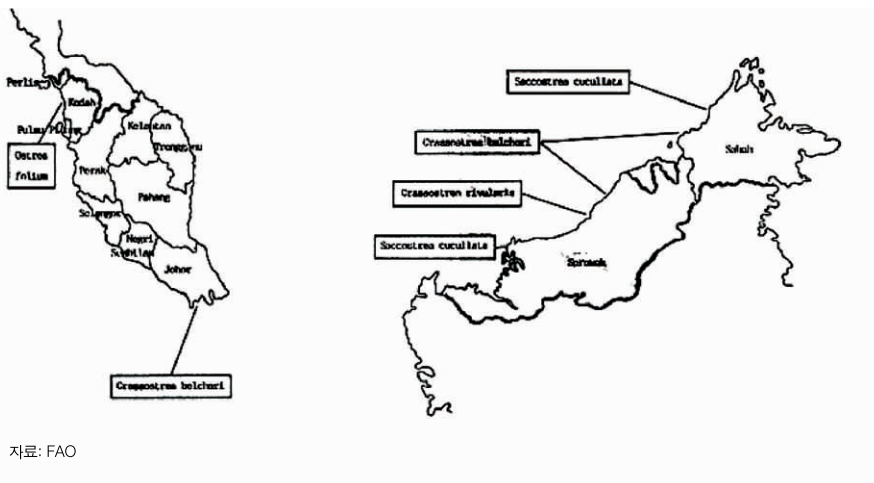 Saccostrea cucullata
Perlis
Kedah
Kelantan
Crassostrea belcheri
Pulau Pinang
Trengganu
Sabah
Ostrea
folium
Perak
Crassostrea rivularis
Pahang
Selangor
Negri
Sembilan
Saccostrea cucullata
Johor
Sarawak
Crassostrea belcheri
자료: FAO